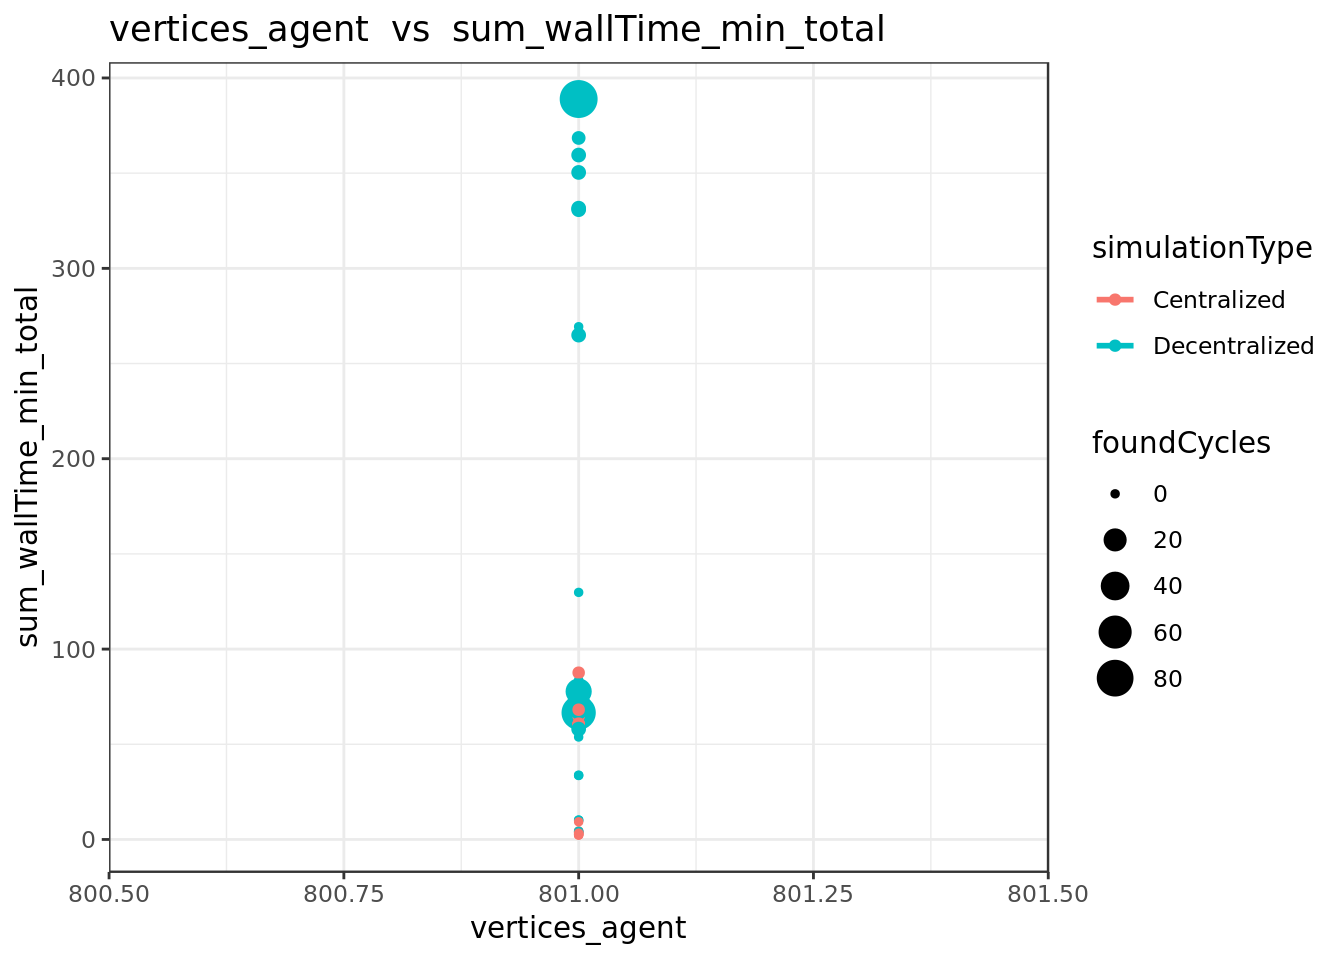 vertices_agent  vs  sum_wallTime_min_total
400
300
200
100
0
sum_wallTime_min_total
800.50
800.75
801.00
801.25
801.50
vertices_agent
simulationType
Centralized
Decentralized
foundCycles
0
20
40
60
80